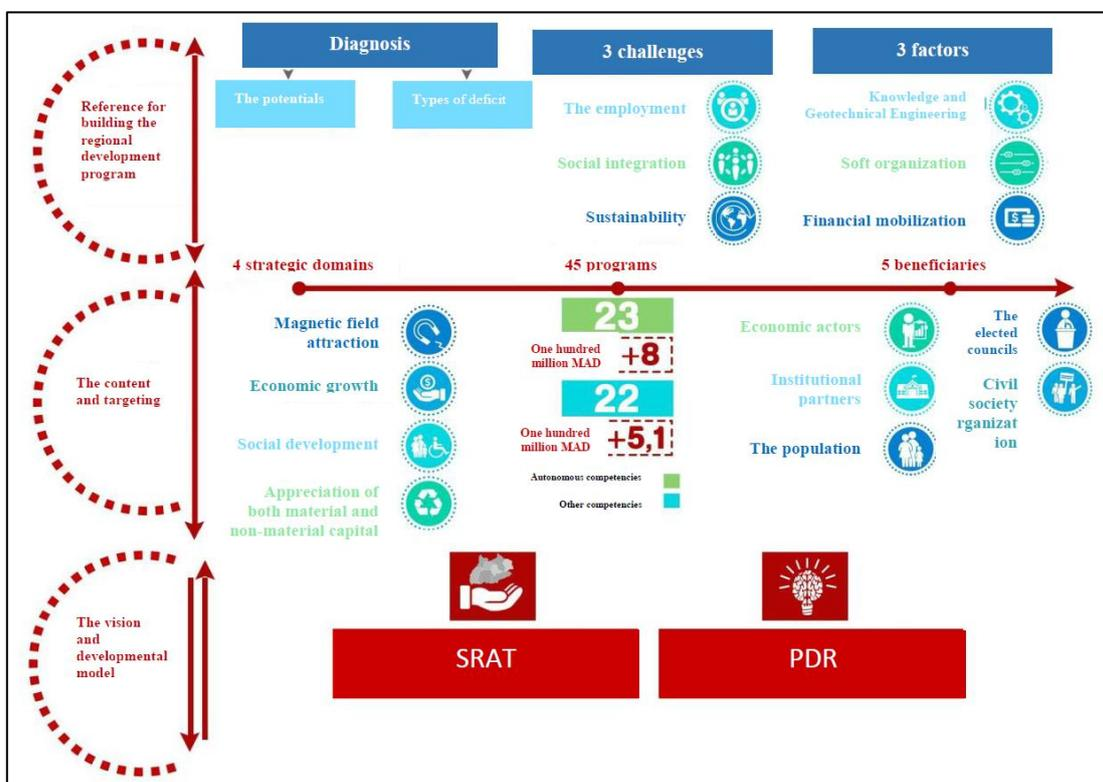 Diagnosis
3 challenges
3 factors
The potentials
Types of deficit
Reference for
building the
regional
development
program
The employment
Social integration
Sustainability
Knowledge and
Geotechnical Engineering
Soft organization
Financial mobilization
4 strategic domains
45 programs
5 beneficiaries
The content
and targeting
Magnetic field
attraction
Economic growth
Social development
Appreciation of
both material and
non-material capital
23
One hundred
million MAD
+8
22
One hundred
million MAD
+5,1
Autonomous competencies
Other competencies
Economic actors
Institutional
partners
The population
The
elected
councils
Civil
society
rganizat
ion
The vision
and
developmental
model
SRAT
PDR